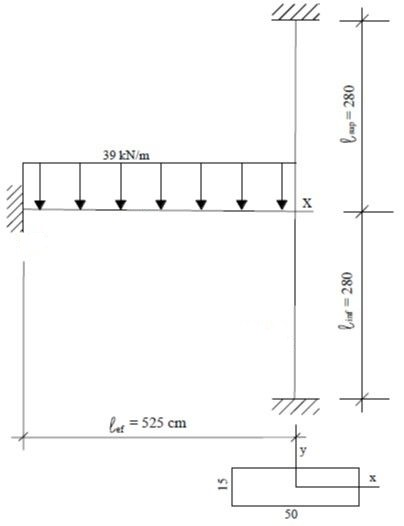 ℓsup = 280
39 kN/m
X
ℓinf = 280
ℓef = 525 cm
y
15
x
50